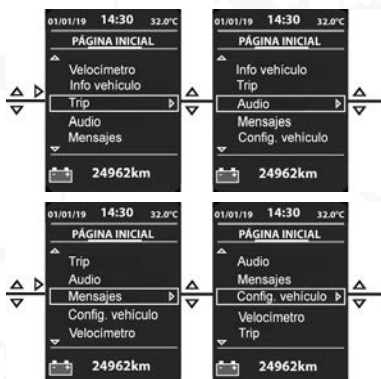 01/01/19 14:30 32.0°C
PÁGINA INICIAL
Velocimetro
Info vehículo
Trip
Audio
Mensajes
24962km
01/01/19 14:30 32.0°C
PÁGINA INICIAL
Info vehículo
Trip
Audio
Mensajes
Config. vehículo
24962km
01/01/19 14:30 32.0°C
PÁGINA INICIAL
Trip
Audio
Mensajes
Config. vehículo
Velocimetro
24962km
01/01/19 14:30 32.0°C
PÁGINA INICIAL
Audio
Mensajes
Config. vehículo
Velocimetro
Trip
24962km